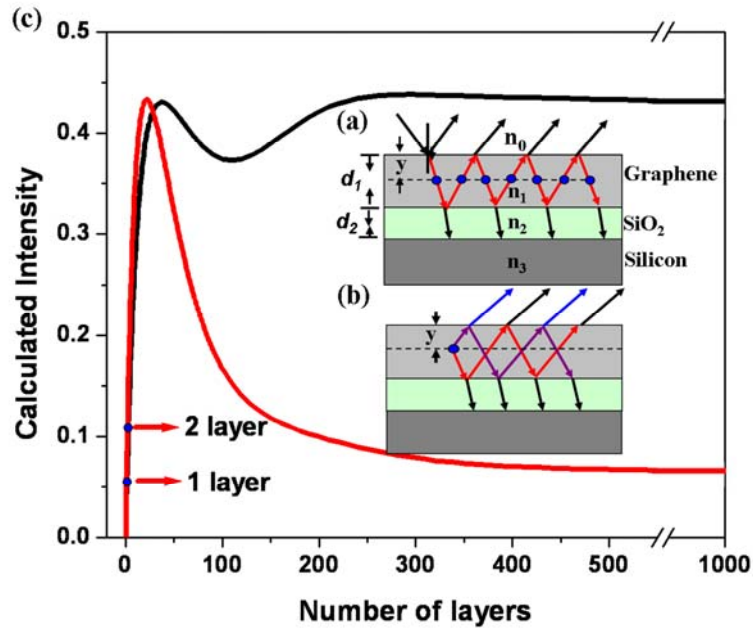 (c)
0.5
0.4
0.3
0.2
0.1
0.0
Calculated Intensity
0
100
200
300
400
500
1000
Number of layers
2 layer
1 layer
(a)
n0
y
d1
n1
Graphene
d2
n2
SiO2
n3
Silicon
(b)
y